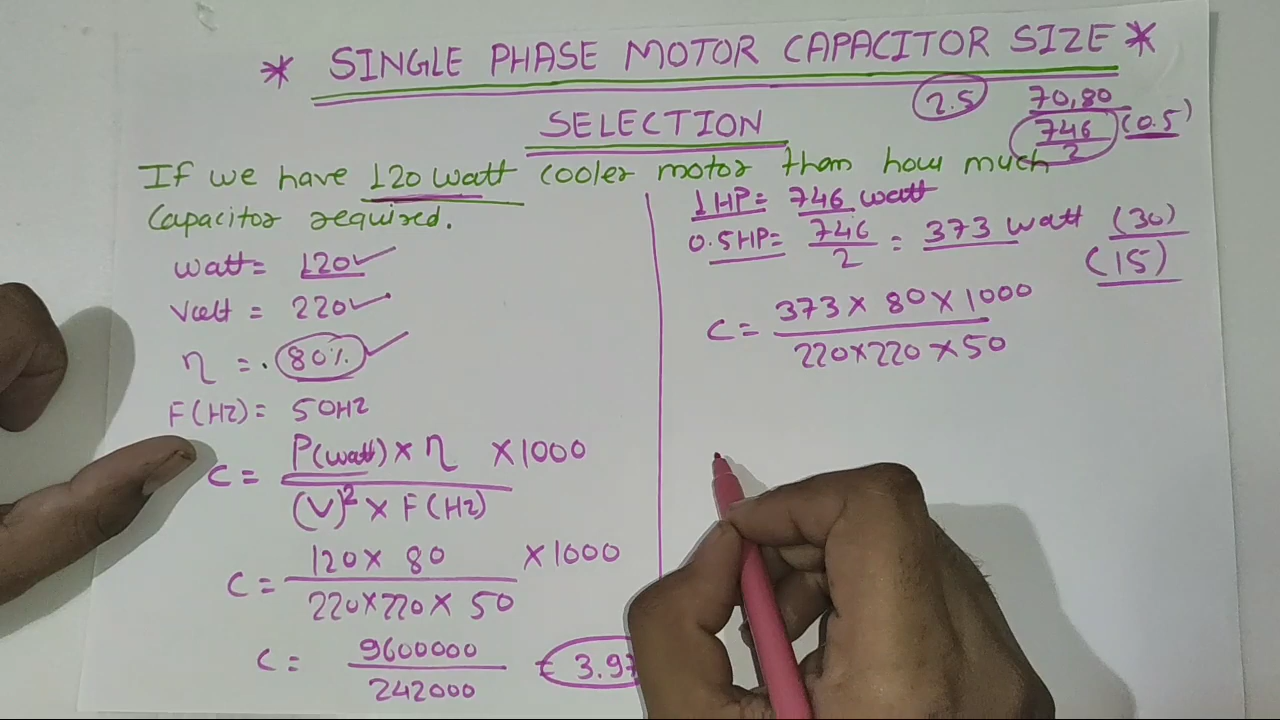 * SINGLE PHASE MOTOR CAPACITOR SIZE *
SELECTION
2.5
70,80
746/2 (0.5)
If we have 120 watt cooler motor than how much
capacitor required.
watt = 120 ✓
Volt = 220 ✓
η = . 80% ✓
F(Hz) = 50Hz
C = P(watt) × η × 1000
(V)² × F(Hz)
C = 120 × 80 × 1000
220×220× 50
C = 9600000 = 3.97
242000
1HP = 746 watt
0.5HP = 746/2 = 373 watt (30)
(15)
C = 373 × 80 × 1000
220×220 × 50